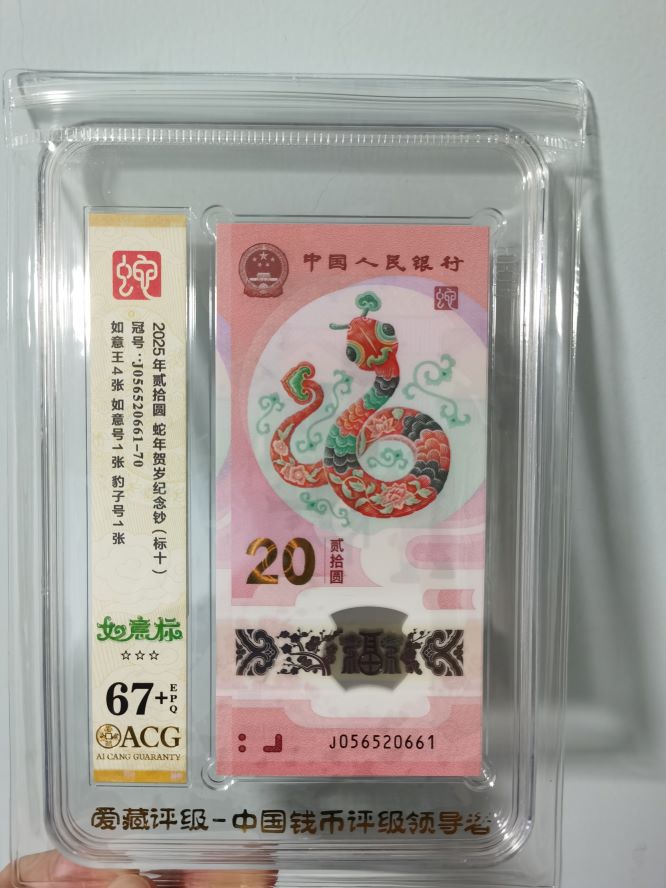 蛇
2025年贰拾圆 蛇年贺岁纪念钞(标十)
冠号:J056520661-70
如意王4张 如意号1张 豹子号1张
如意标
☆☆☆
67+ EPQ
ACG
AI CANG GUARANTY
中国人民银行
蛇
20 贰拾圆
福
J056520661
爱藏评级-中国钱币评级领导者